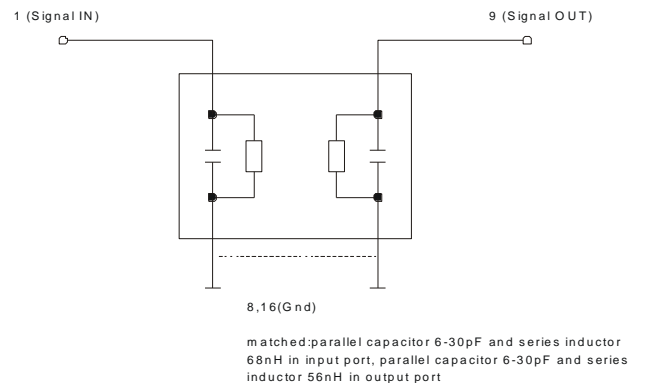 1 (Signal IN)
9 (Signal OUT)
8,16(Gnd)
matched:parallel capacitor 6-30pF and series inductor
68nH in input port, parallel capacitor 6-30pF and series
inductor 56nH in output port